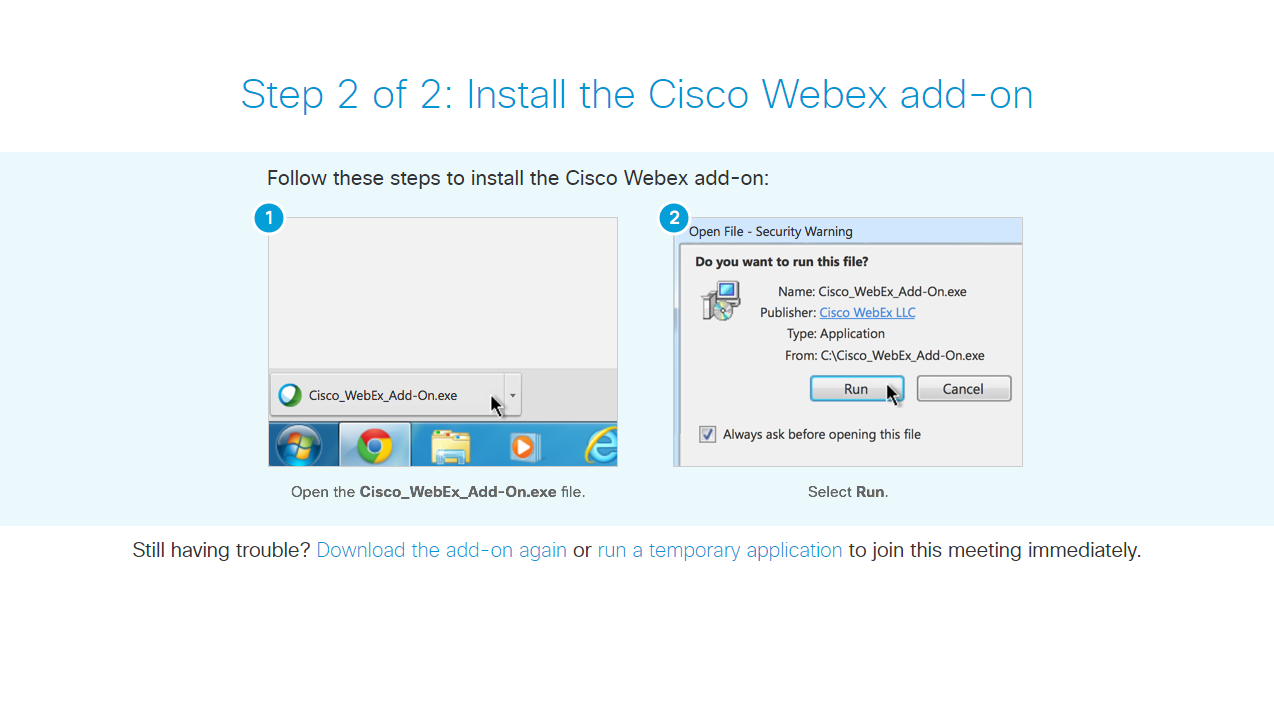 Step 2 of 2: Install the Cisco Webex add-on
Follow these steps to install the Cisco Webex add-on:
1
Cisco_WebEx_Add-On.exe
Open the Cisco_WebEx_Add-On.exe file.
2
Open File - Security Warning
Do you want to run this file?
Name: Cisco_WebEx_Add-On.exe
Publisher: Cisco WebEx LLC
Type: Application
From: C:\Cisco_WebEx_Add-On.exe
Run Cancel
Always ask before opening this file
Select Run.
Still having trouble? Download the add-on again or run a temporary application to join this meeting immediately.